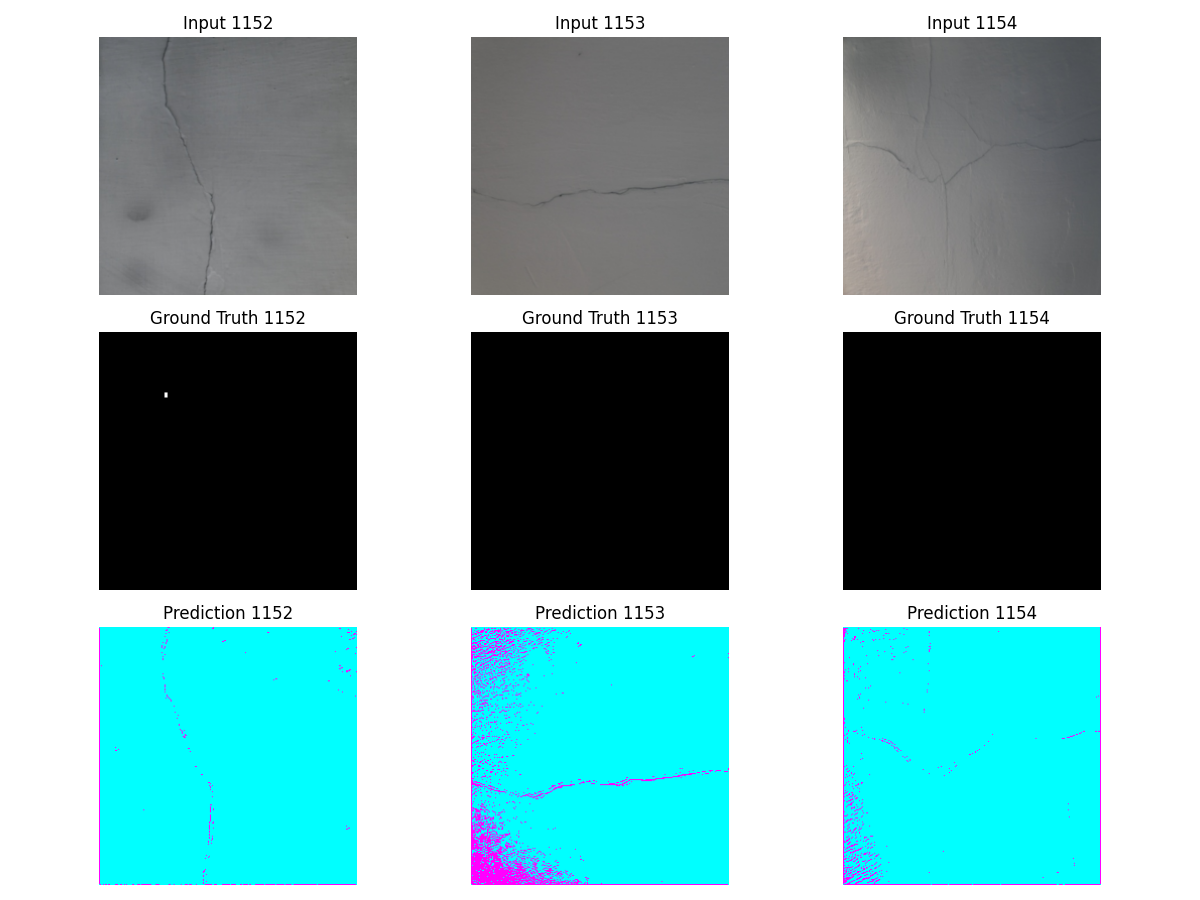 Input 1152
Input 1153
Input 1154
Ground Truth 1152
Ground Truth 1153
Ground Truth 1154
Prediction 1152
Prediction 1153
Prediction 1154